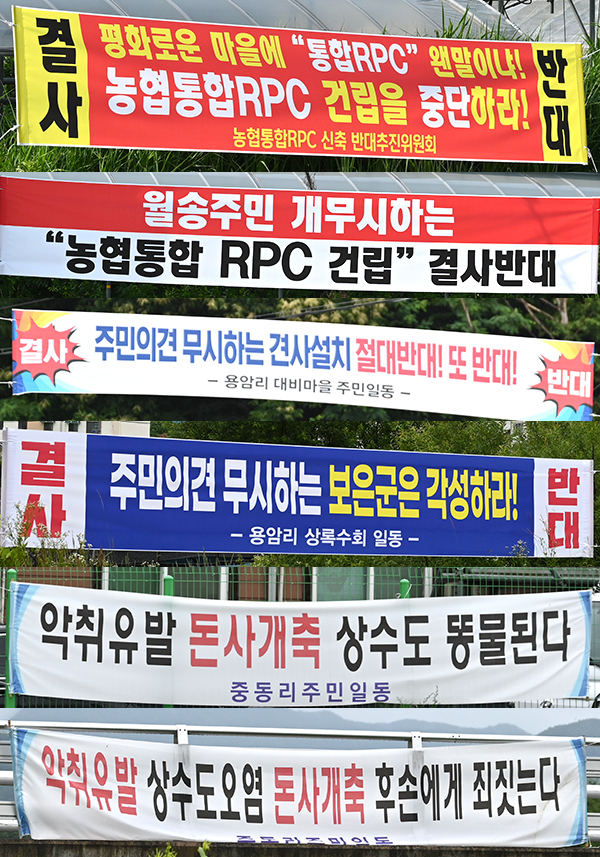 결사
평화로운 마을에 “통합RPC” 왠말이냐!
농협통합RPC 건립을 중단하라!
농협통합RPC 신축 반대추진위원회
반대
월송주민 개무시하는
“농협통합 RPC 건립” 결사반대
결사
주민의견 무시하는 견사설치 절대반대! 또 반대!
– 용암리 대비마을 주민일동 –
반대
결사
주민의견 무시하는 보은군은 각성하라!
– 용암리 상록수회 일동 –
반대
악취유발 돈사개축 상수도 똥물된다
중동리주민일동
악취유발 상수도오염 돈사개축 후손에게 죄짓는다
중동리주민일동